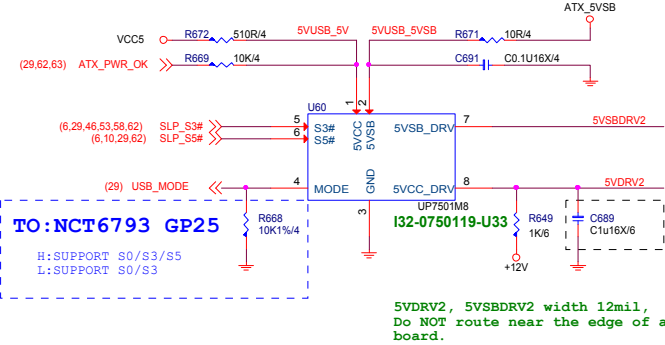 ATX_5VSB
VCC5 R672 510R/4 5VUSB_5V 5VUSB_5VSB R671 10R/4
(29,62,63) ATX_PWR_OK R669 10K/4 C691 C0.1U16X/4
1 2
U60
(6,29,46,53,58,62) SLP_S3# 5 S3# 5VCC 5VSB 5VSB_DRV 7 5VSBDRV2
(6,10,29,62) SLP_S5# 6 S5#
(29) USB_MODE 4 MODE GND 5VCC_DRV 8 5VDRV2
3 UP7501M8
I32-0750119-U33
TO:NCT6793 GP25
R668
10K1%/4
R649
1K/6
C689
C1u16X/6
H:SUPPORT S0/S3/S5
L:SUPPORT S0/S3
+12V
5VDRV2, 5VSBDRV2 width 12mil,
Do NOT route near the edge of a
board.